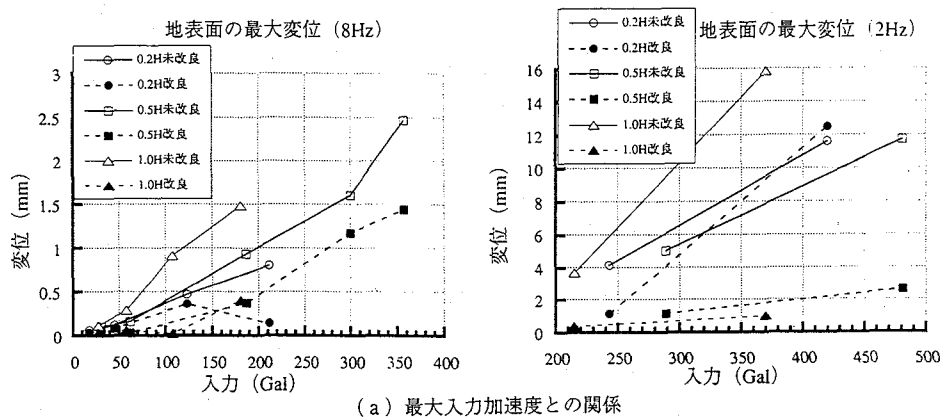 地表面の最大変位（8Hz）
0.2H未改良
0.2H改良
0.5H未改良
0.5H改良
1.0H未改良
1.0H改良
変位（mm）
3
2.5
2
1.5
1
0.5
0
0 50 100 150 200 250 300 350 400
入力（Gal）
地表面の最大変位（2Hz）
0.2H未改良
0.2H改良
0.5H未改良
0.5H改良
1.0H未改良
1.0H改良
変位（mm）
16
14
12
10
8
6
4
2
0
200 250 300 350 400 450 500
入力（Gal）
（a）最大入力加速度との関係